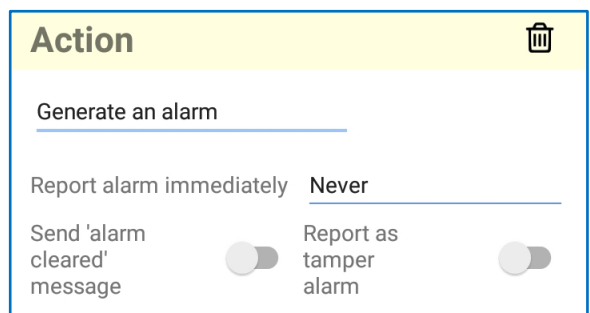 Action
Generate an alarm
Report alarm immediately Never
Send 'alarm
cleared'
message
Report as
tamper
alarm